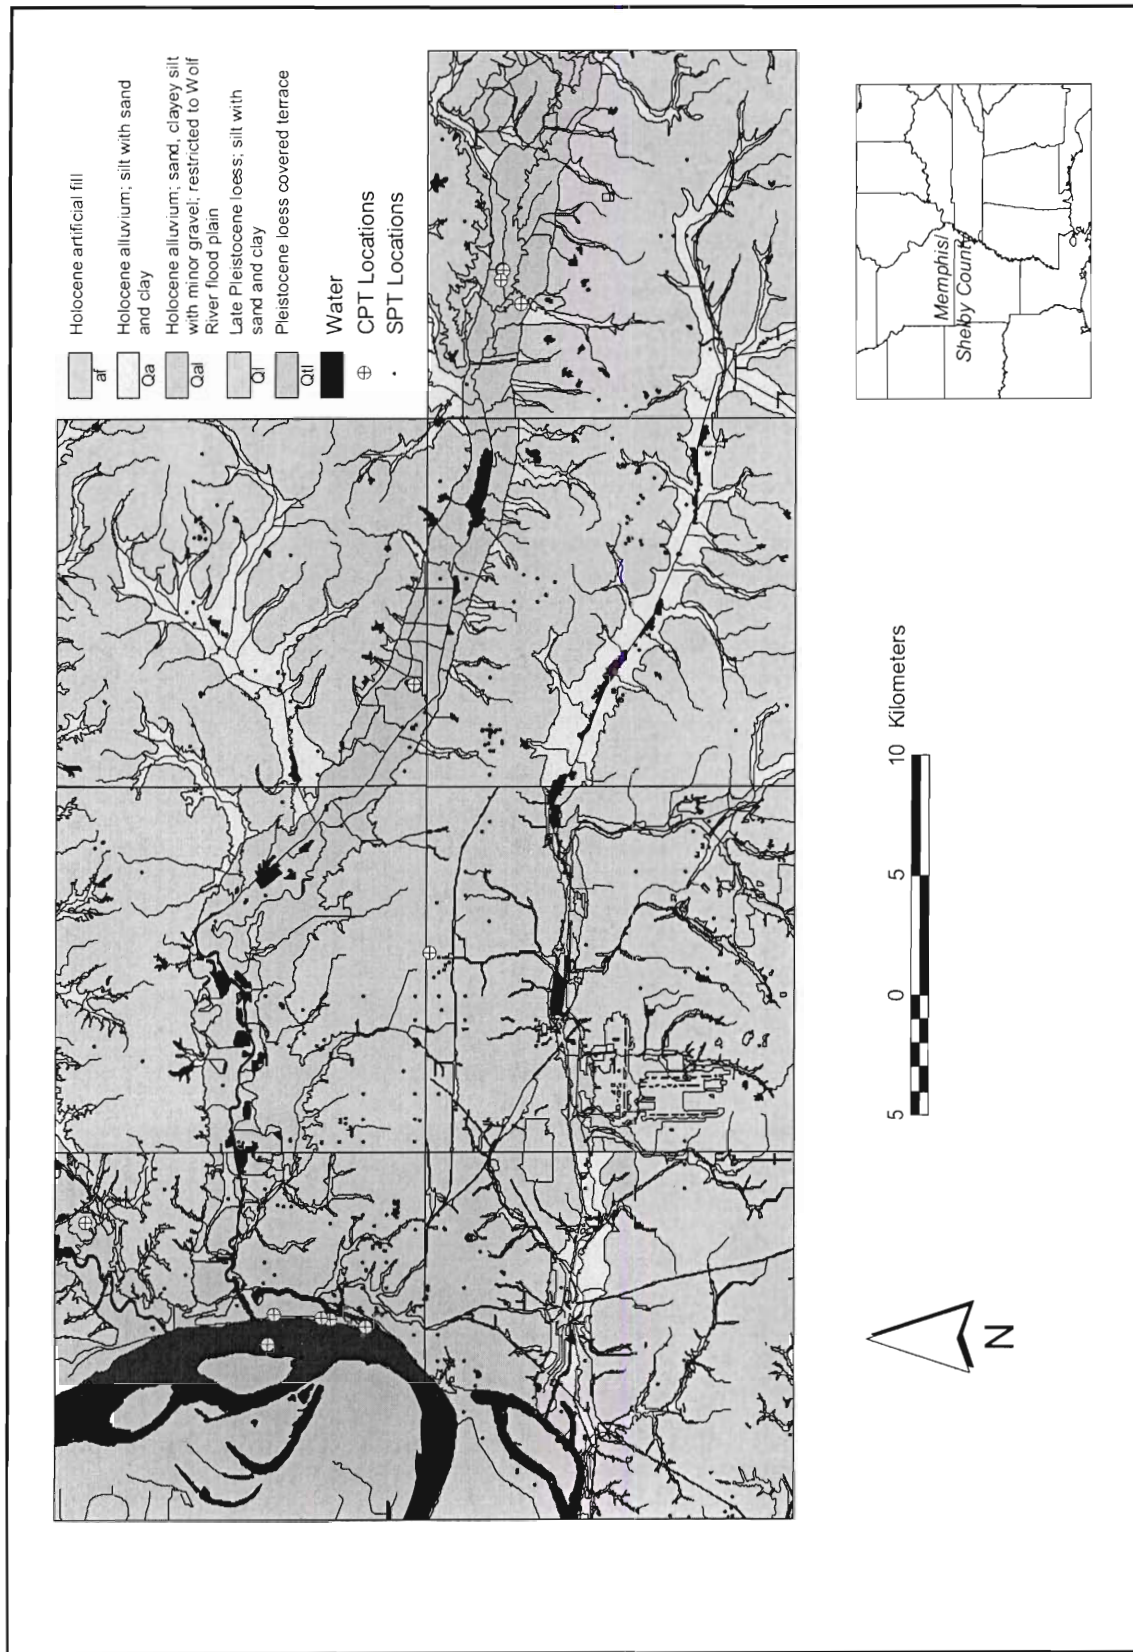 af
Holocene artificial fill
Qa
Holocene alluvium; silt with sand
and clay
Qal
Holocene alluvium; sand, clayey silt
with minor gravel; restricted to Wolf
River flood plain
Ql
Late Pleistocene loess; silt with
sand and clay
Qtl
Pleistocene loess covered terrace
Water
CPT Locations
SPT Locations
Memphis/
Shelby County
5 0 5 10 Kilometers
N